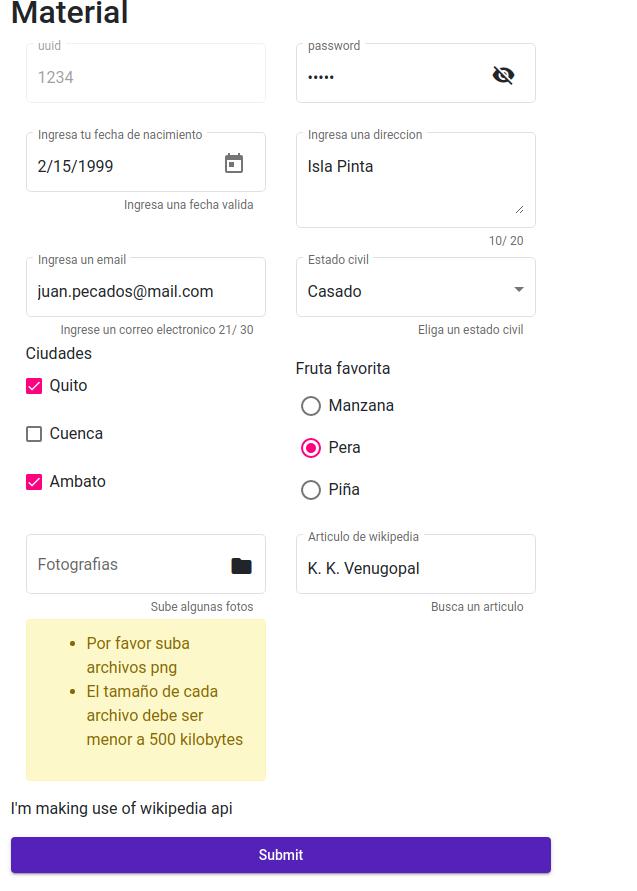 Material
uuid
1234
password
•••••
Ingresa tu fecha de nacimiento
2/15/1999
Ingresa una fecha valida
Ingresa una direccion
Isla Pinta
10/ 20
Ingresa un email
juan.pecados@mail.com
Ingrese un correo electronico 21/ 30
Estado civil
Casado
Eliga un estado civil
Ciudades
Quito
Cuenca
Ambato
Fruta favorita
Manzana
Pera
Piña
Fotografias
Sube algunas fotos
Articulo de wikipedia
K. K. Venugopal
Busca un articulo
• Por favor suba
archivos png
• El tamaño de cada
archivo debe ser
menor a 500 kilobytes
I'm making use of wikipedia api
Submit